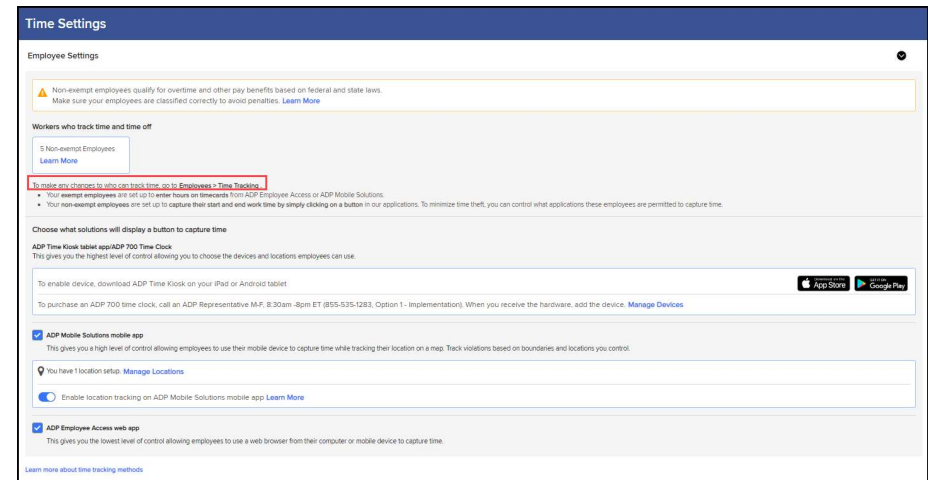 Time Settings
Employee Settings
Non-exempt employees qualify for overtime and other pay benefits based on federal and state laws.
Make sure your employees are classified correctly to avoid penalties. Learn More
Workers who track time and time off
5 Non-exempt Employees
Learn More
To make any changes to who can track time, go to Employees > Time Tracking .
• Your exempt employees are set up to enter hours on timecards from ADP Employee Access or ADP Mobile Solutions.
• Your non-exempt employees are set up to capture their start and end work time by simply clicking on a button in our applications. To minimize time theft, you can control what applications these employees are permitted to capture time.
Choose what solutions will display a button to capture time
ADP Time Kiosk tablet app/ADP 700 Time Clock
This gives you the highest level of control allowing you to choose the devices and locations employees can use.
To enable device, download ADP Time Kiosk on your iPad or Android tablet
Download on the
App Store
GET IT ON
Google Play
To purchase an ADP 700 time clock, call an ADP Representative M-F, 8:30am -8pm ET (855-535-1283, Option 1 - Implementation). When you receive the hardware, add the device. Manage Devices
ADP Mobile Solutions mobile app
This gives you a high level of control allowing employees to use their mobile device to capture time while tracking their location on a map. Track violations based on boundaries and locations you control.
You have 1 location setup. Manage Locations
Enable location tracking on ADP Mobile Solutions mobile app Learn More
ADP Employee Access web app
This gives you the lowest level of control allowing employees to use a web browser from their computer or mobile device to capture time.
Learn more about time tracking methods